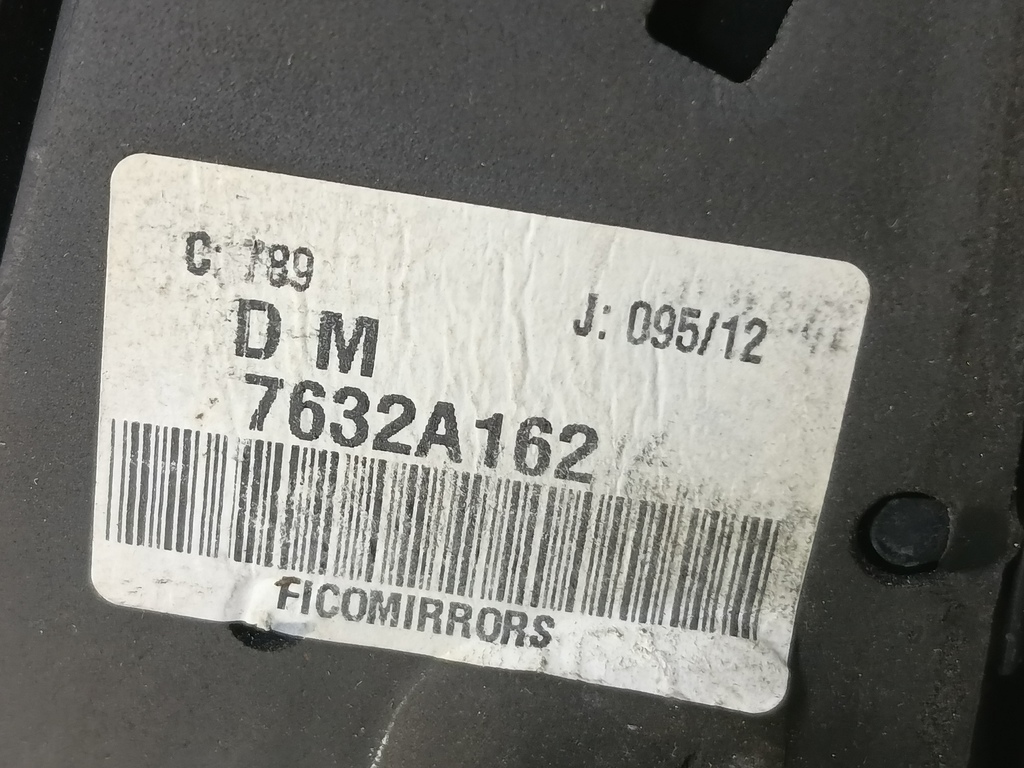 C: 789
J: 095/12
D M
7632A162
FICOMIRRORS